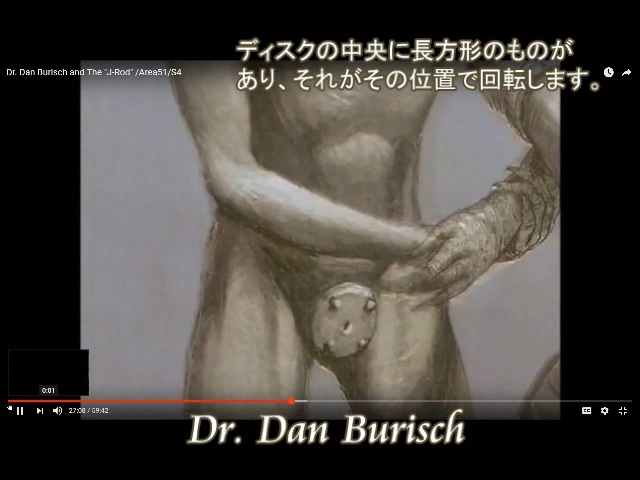 ディスクの中央に長方形のものが
Dr. Dan Burisch and The "J-Rod" /Area51/S4
あり、それがその位置で回転します。
0:01
27:08 / 59:42
Dr. Dan Burisch